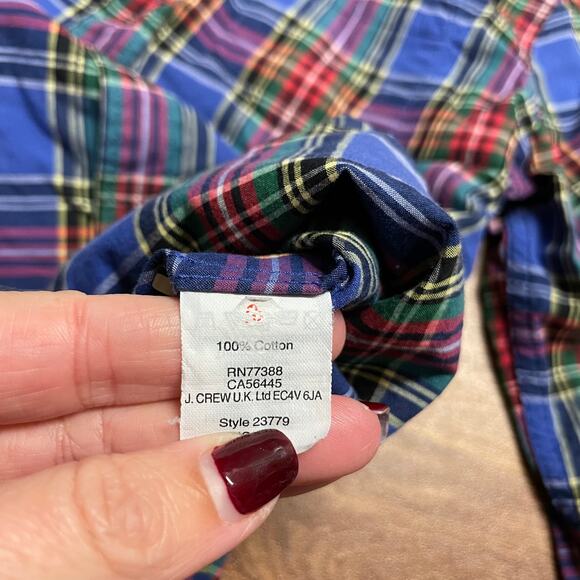 100% Cotton
RN77388
CA56445
J. CREW U.K. Ltd EC4V 6JA
Style 23779